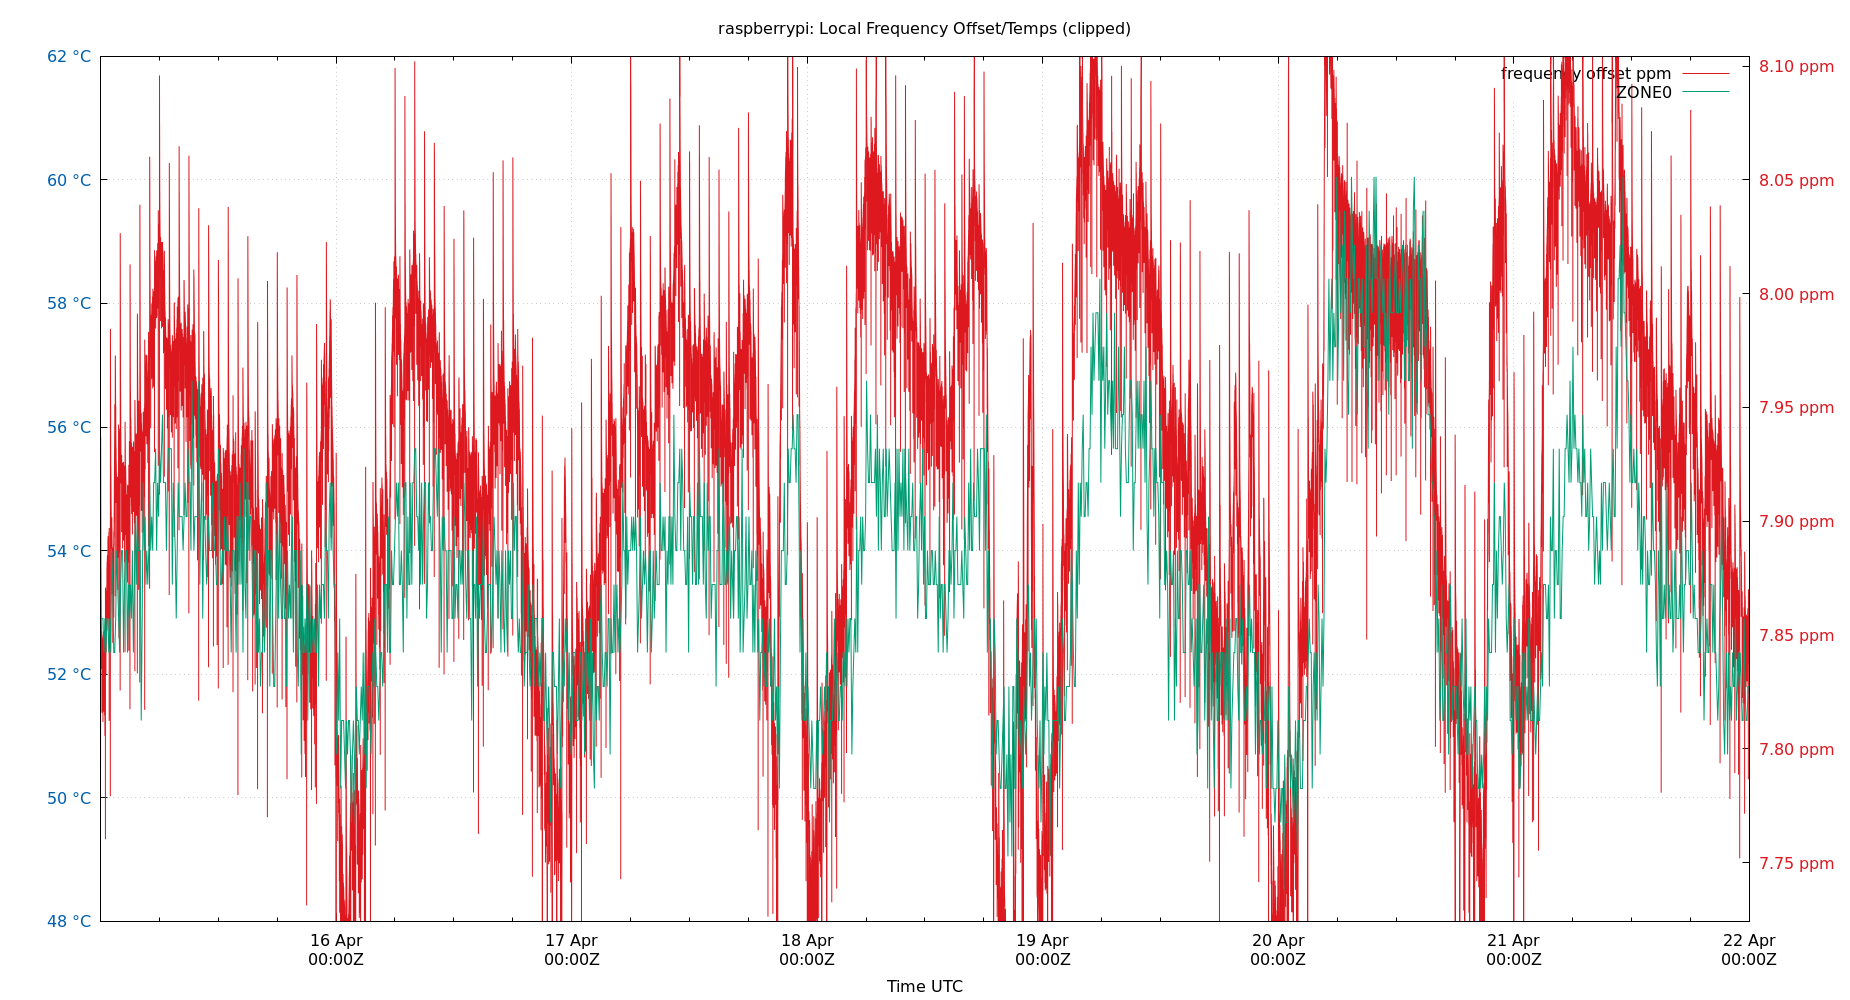 raspberrypi: Local Frequency Offset/Temps (clipped)
62 °C
60 °C
58 °C
56 °C
54 °C
52 °C
50 °C
48 °C
frequency offset ppm
ZONE0
8.10 ppm
8.05 ppm
8.00 ppm
7.95 ppm
7.90 ppm
7.85 ppm
7.80 ppm
7.75 ppm
16 Apr
00:00Z
17 Apr
00:00Z
18 Apr
00:00Z
19 Apr
00:00Z
20 Apr
00:00Z
21 Apr
00:00Z
22 Apr
00:00Z
Time UTC